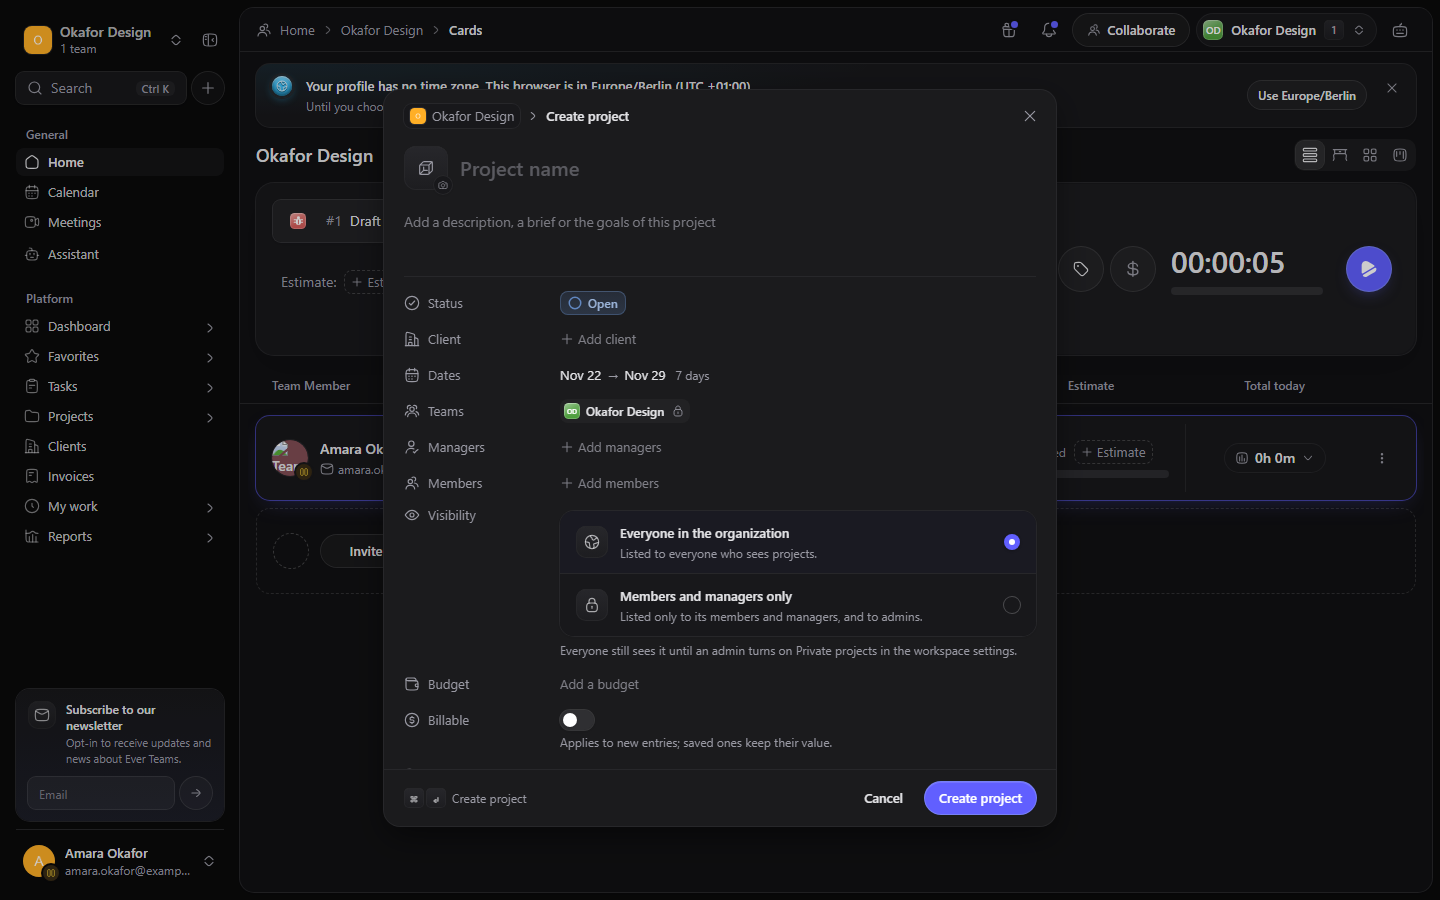 Okafor Design
1 team
Search
Ctrl K
General
Home
Calendar
Meetings
Assistant
Platform
Dashboard
Favorites
Tasks
Projects
Clients
Invoices
My work
Reports
Subscribe to our
newsletter
Opt-in to receive updates and
news about Ever Teams.
Email
A
Amara Okafor
amara.okafor@examp...
O
Home
Okafor Design
Cards
Collaborate
OD
Okafor Design
1
Your profile has no time zone. This browser is in Europe/Berlin (UTC +01:00)
Until you choo
Use Europe/Berlin
Okafor Design
#1 Draft
Estimate:
+ Est
00:00:05
Team Member
Estimate
Total today
Amara Ok
amara.ol
Tear
+ Estimate
0h 0m
Invite
O
Okafor Design
Create project
Project name
Add a description, a brief or the goals of this project
Status
Open
Client
+ Add client
Dates
Nov 22 → Nov 29 7 days
Teams
OD
Okafor Design
Managers
+ Add managers
Members
+ Add members
Visibility
Everyone in the organization
Listed to everyone who sees projects.
Members and managers only
Listed only to its members and managers, and to admins.
Everyone still sees it until an admin turns on Private projects in the workspace settings.
Budget
Add a budget
Billable
Applies to new entries; saved ones keep their value.
Create project
Cancel
Create project